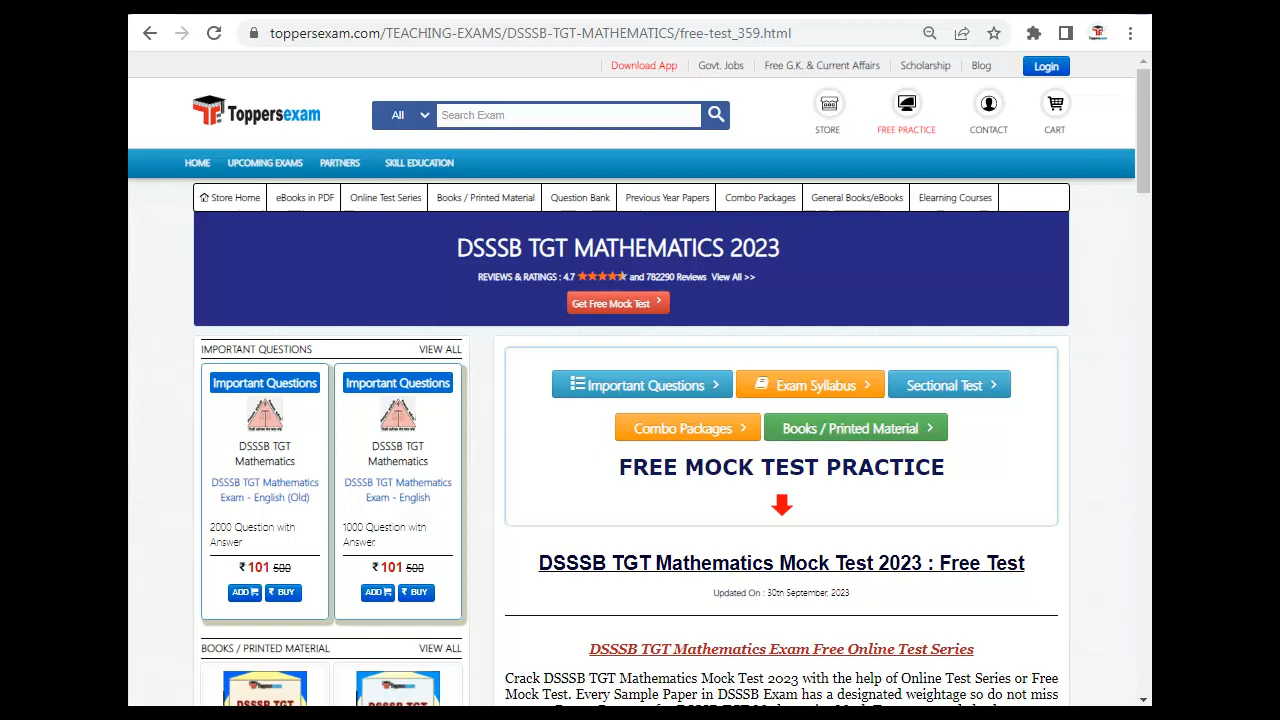 toppersexam.com/TEACHING-EXAMS/DSSSB-TGT-MATHEMATICS/free-test_359.html
Download App Govt. Jobs Free G.K. & Current Affairs Scholarship Blog Login
Toppersexam
All Search Exam
STORE FREE PRACTICE CONTACT CART
HOME UPCOMING EXAMS PARTNERS SKILL EDUCATION
Store Home eBooks in PDF Online Test Series Books / Printed Material Question Bank Previous Year Papers Combo Packages General Books/eBooks Elearning Courses
DSSSB TGT MATHEMATICS 2023
REVIEWS & RATINGS : 4.7 and 782290 Reviews View All >>
Get Free Mock Test
IMPORTANT QUESTIONS VIEW ALL
Important Questions
DSSSB TGT
Mathematics
DSSSB TGT Mathematics
Exam - English (Old)
2000 Question with
Answer
₹ 101 500
ADD ₹ BUY
Important Questions
DSSSB TGT
Mathematics
DSSSB TGT Mathematics
Exam - English
1000 Question with
Answer.
₹ 101 500
ADD ₹ BUY
BOOKS / PRINTED MATERIAL VIEW ALL
Toppersexam
DSSSB TGT
Toppersexam
DSSSB TGT
Important Questions Exam Syllabus Sectional Test
Combo Packages Books / Printed Material
FREE MOCK TEST PRACTICE
DSSSB TGT Mathematics Mock Test 2023 : Free Test
Updated On : 30th September, 2023
DSSSB TGT Mathematics Exam Free Online Test Series
Crack DSSSB TGT Mathematics Mock Test 2023 with the help of Online Test Series or Free
Mock Test. Every Sample Paper in DSSSB Exam has a designated weightage so do not miss